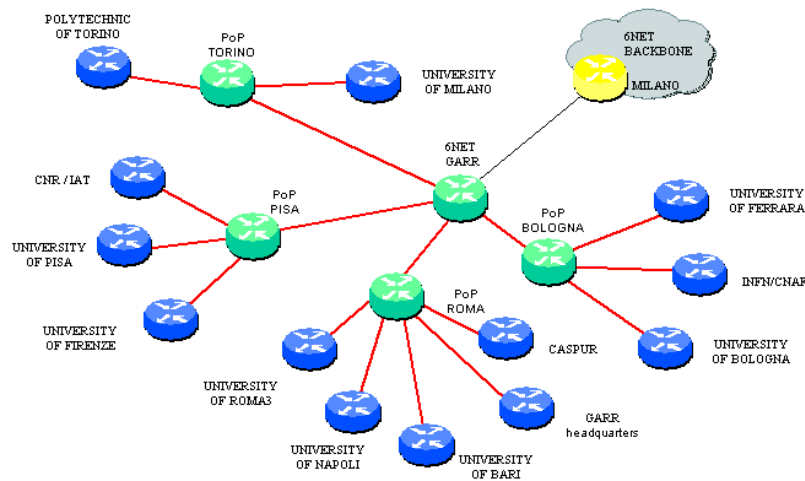 POLYTECHNIC
OF TORINO
PoP
TORINO
UNIVERSITY
OF MILANO
6NET
BACKBONE
MILANO
6NET
GARR
CNR / IAT
PoP
PISA
UNIVERSITY
OF PISA
UNIVERSITY
OF FIRENZE
PoP
BOLOGNA
UNIVERSITY
OF FERRARA
INFN/CNAF
UNIVERSITY
OF BOLOGNA
PoP
ROMA
CASPUR
UNIVERSITY
OF ROMA3
UNIVERSITY
OF NAPOLI
UNIVERSITY
OF BARI
GARR
headquarters